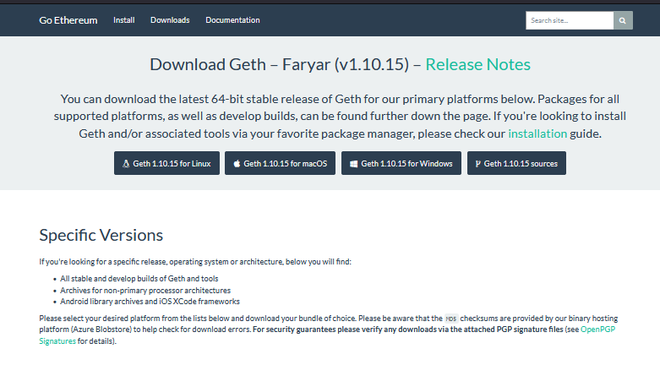 Go Ethereum Install Downloads Documentation Search site...
Download Geth – Faryar (v1.10.15) – Release Notes
You can download the latest 64-bit stable release of Geth for our primary platforms below. Packages for all
supported platforms, as well as develop builds, can be found further down the page. If you're looking to install
Geth and/or associated tools via your favorite package manager, please check our installation guide.
Geth 1.10.15 for Linux Geth 1.10.15 for macOS Geth 1.10.15 for Windows Geth 1.10.15 sources
Specific Versions
If you're looking for a specific release, operating system or architecture, below you will find:
• All stable and develop builds of Geth and tools
• Archives for non-primary processor architectures
• Android library archives and iOS XCode frameworks
Please select your desired platform from the lists below and download your bundle of choice. Please be aware that the MD5 checksums are provided by our binary hosting
platform (Azure Blobstore) to help check for download errors. For security guarantees please verify any downloads via the attached PGP signature files (see OpenPGP
Signatures for details).